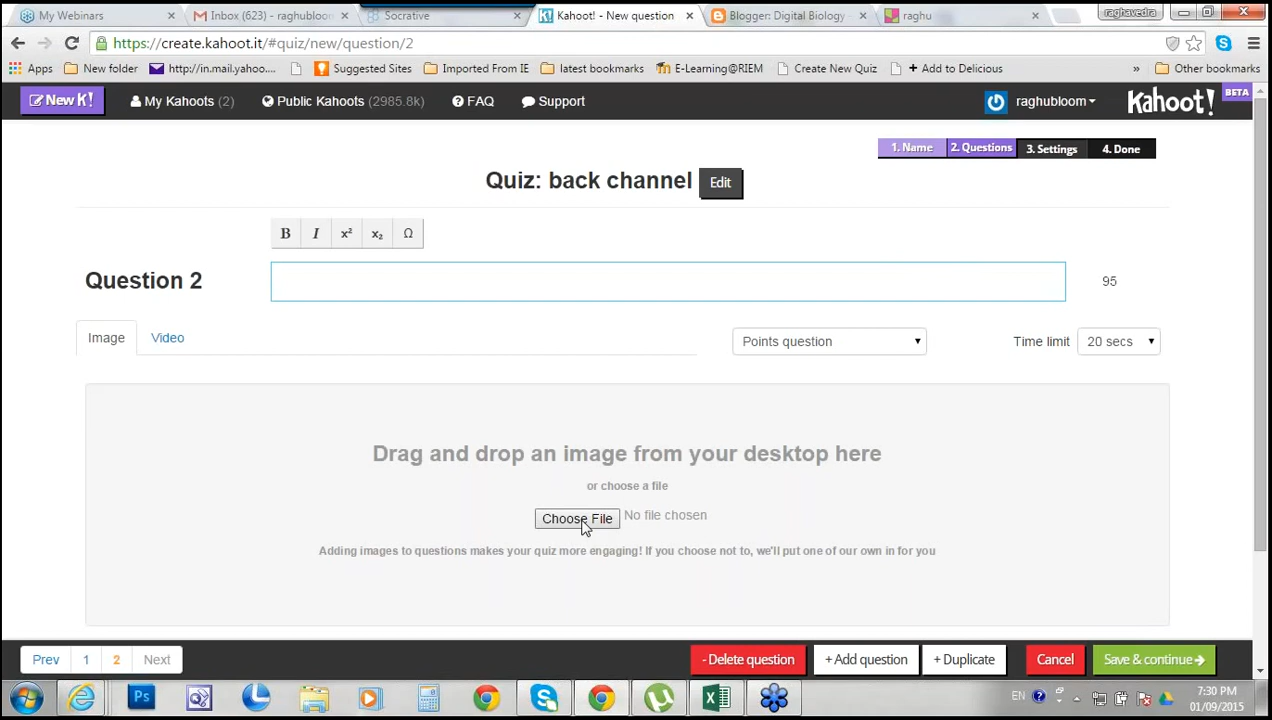 My Webinars
Inbox (623) - raghubloom
Socrative
Kahoot! - New question
Blogger: Digital Biology -
raghu
raghavedra
https://create.kahoot.it/#quiz/new/question/2
Apps
New folder
http://in.mail.yahoo....
Suggested Sites
Imported From IE
latest bookmarks
E-Learning@RIEM
Create New Quiz
+ Add to Delicious
»
Other bookmarks
New K!
My Kahoots (2)
Public Kahoots (2985.8k)
FAQ
Support
raghubloom
Kahoot!
BETA
1. Name
2. Questions
3. Settings
4. Done
Quiz: back channel
Edit
B I x² x₂ Ω
Question 2
95
Image
Video
Points question
Time limit
20 secs
Drag and drop an image from your desktop here
or choose a file
Choose File No file chosen
Adding images to questions makes your quiz more engaging! If you choose not to, we'll put one of our own in for you
Prev
1
2
Next
- Delete question
+ Add question
+ Duplicate
Cancel
Save & continue
Ps
EN
7:30 PM
01/09/2015